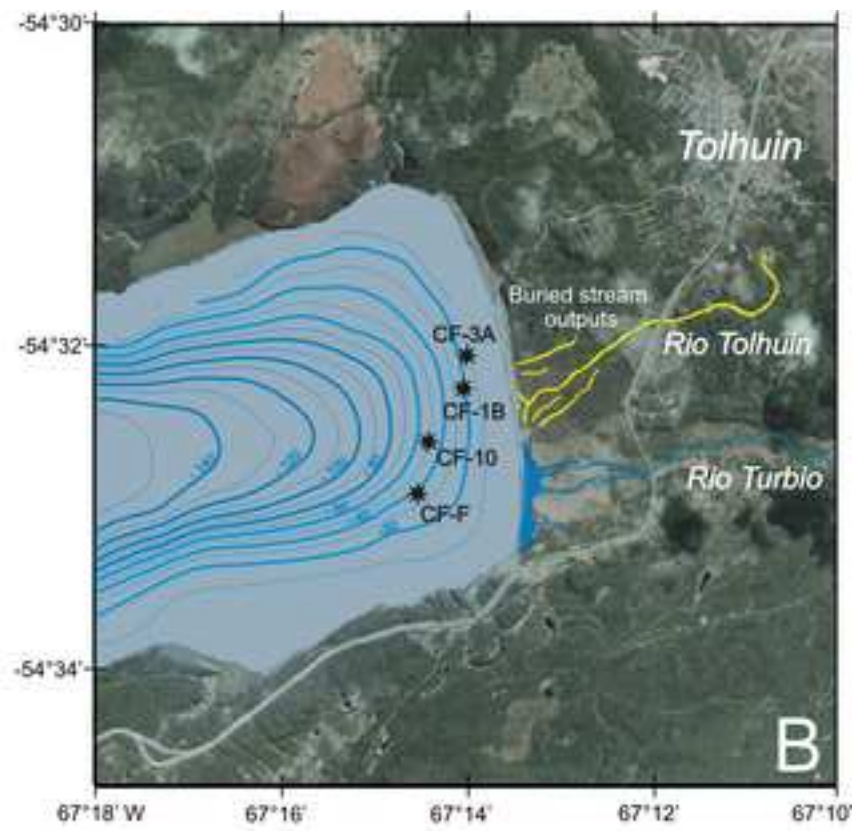 -54°30'
Tolhuin
Buried stream
outputs
-54°32'
CF-3A
Rio Tolhuin
CF-1B
CF-10
Rio Turbio
CF-F
-54°34'
B
67°18' W
67°16'
67°14'
67°12'
67°10'